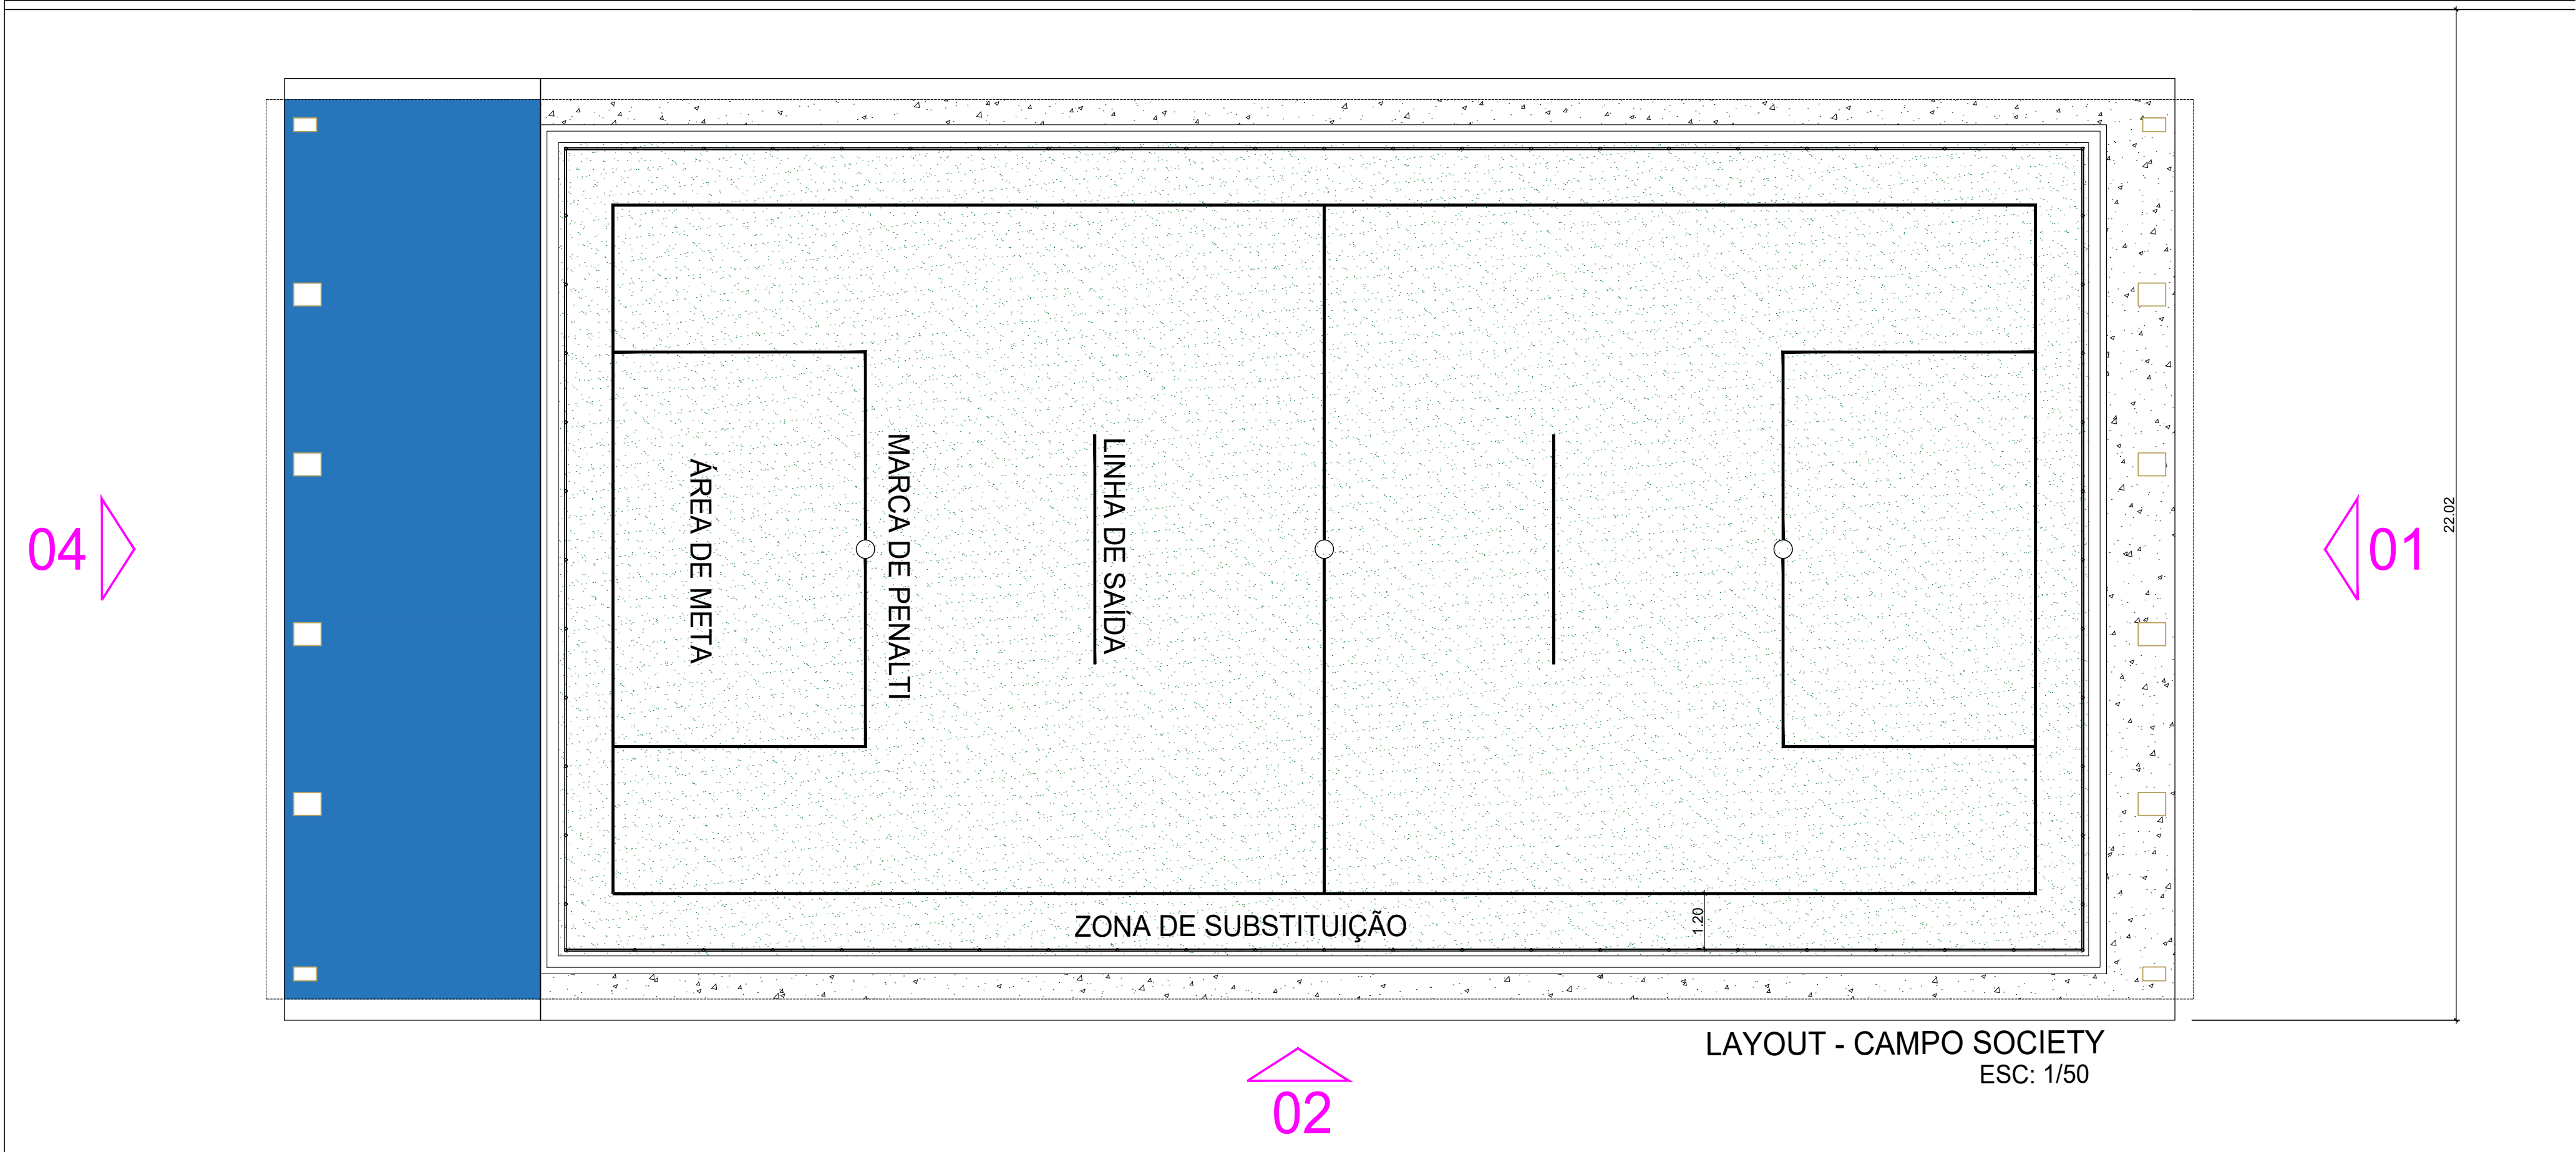 04
ÁREA DE META
MARCA DE PENALTI
LINHA DE SAÍDA
01
22.02
ZONA DE SUBSTITUIÇÃO
1.20
LAYOUT - CAMPO SOCIETY
ESC: 1/50
02